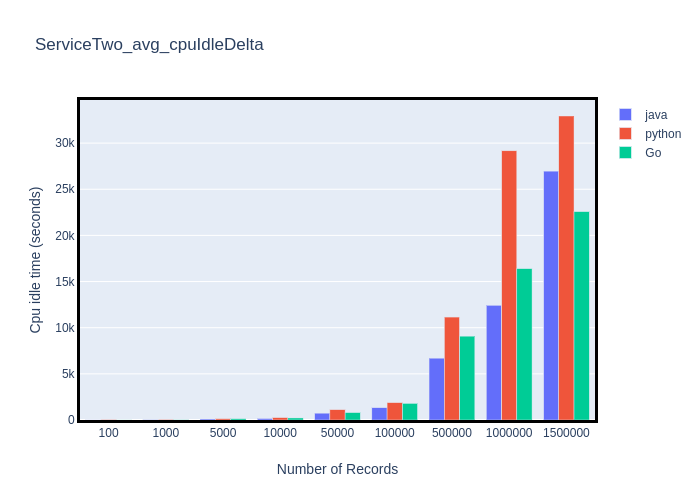 ServiceTwo_avg_cpuIdleDelta
java
python
Go
30k
25k
20k
15k
10k
5k
0
Cpu idle time (seconds)
100 1000 5000 10000 50000 100000 500000 1000000 1500000
Number of Records